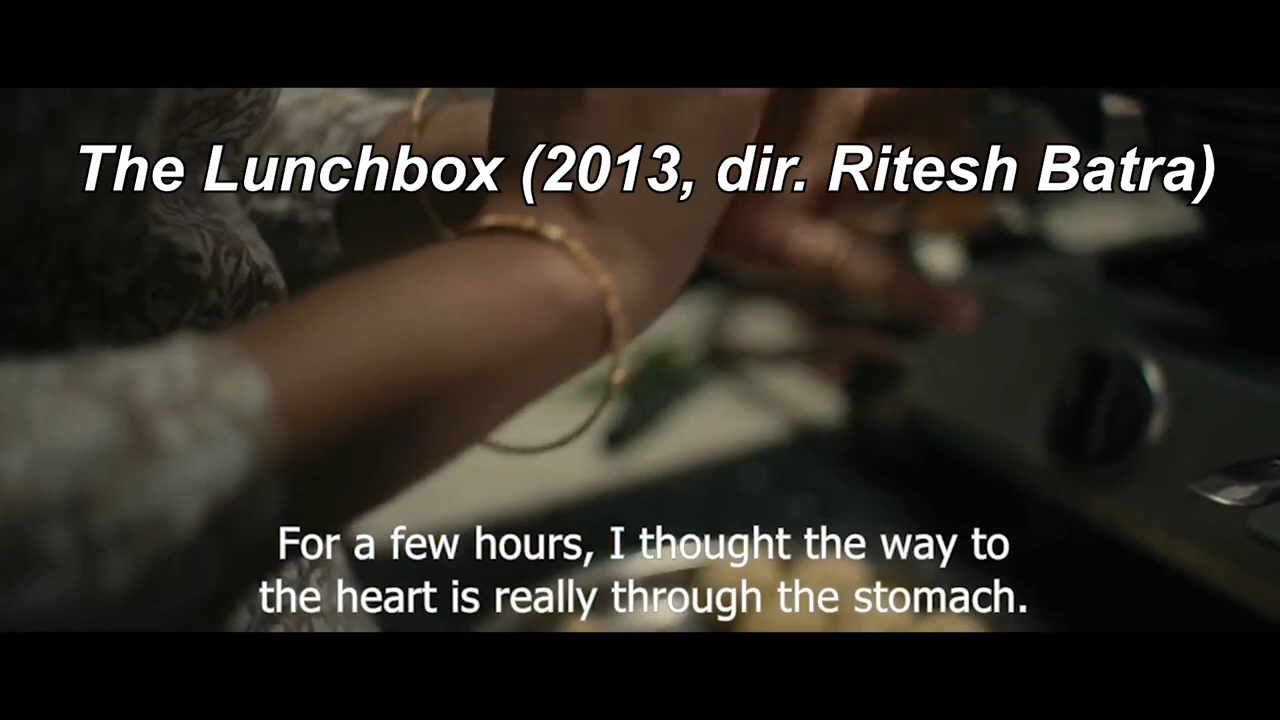 The Lunchbox (2013, dir. Ritesh Batra)
For a few hours, I thought the way to
the heart is really through the stomach.